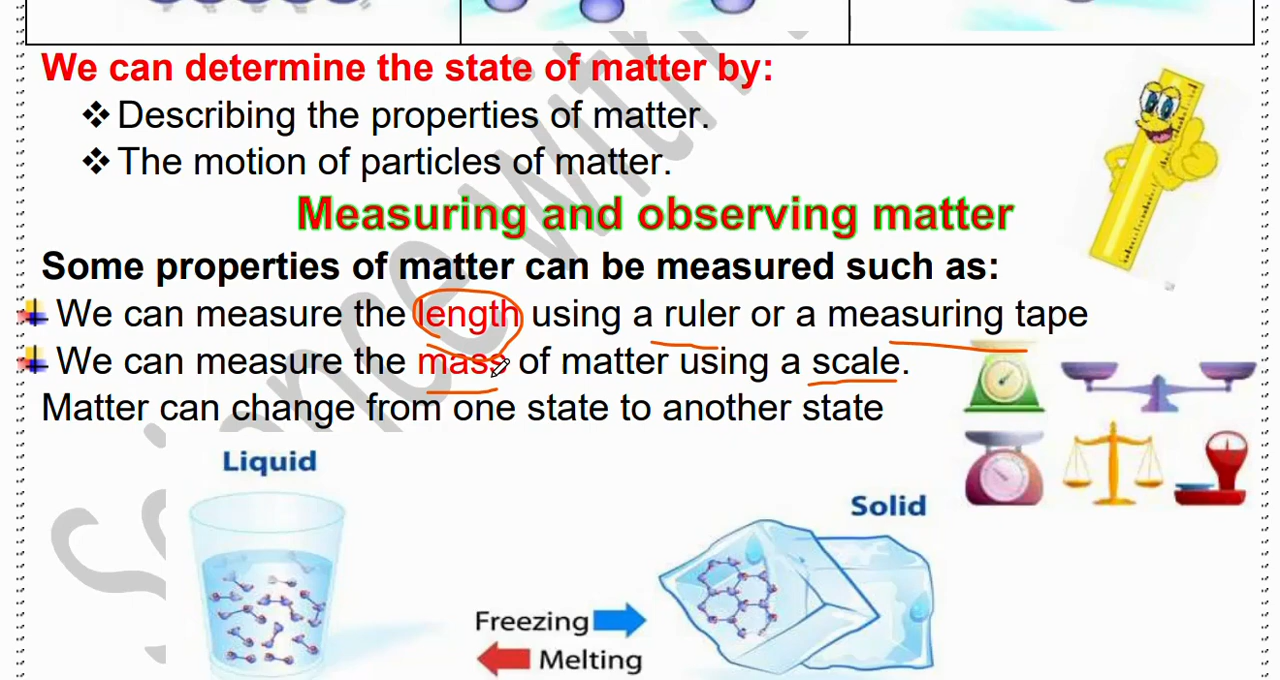 We can determine the state of matter by:
❖ Describing the properties of matter.
❖ The motion of particles of matter.
Measuring and observing matter
Some properties of matter can be measured such as:
We can measure the length using a ruler or a measuring tape
We can measure the mass of matter using a scale.
Matter can change from one state to another state
Liquid
Solid
Freezing
Melting
Science with